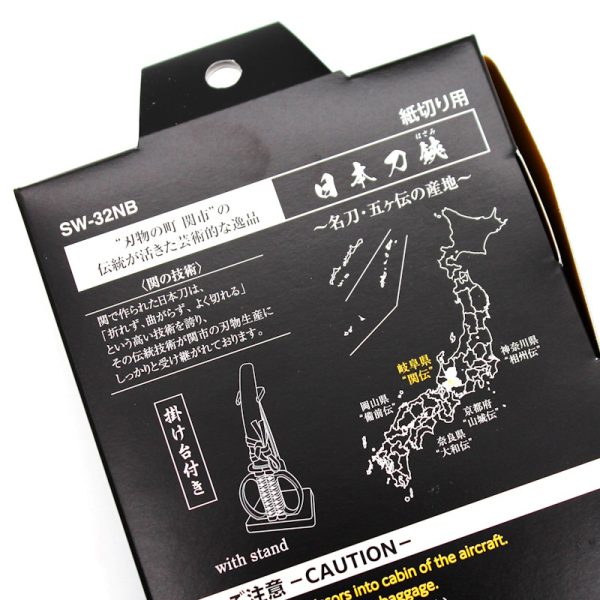 紙切り用
SW-32NB
日本刀鋏
はさみ
“刃物の町 関市”の
伝統が活きた芸術的な逸品
〜名刀・五ヶ伝の産地〜
〈関の技術〉
関で作られた日本刀は、
「折れず、曲がらず、よく切れる」
という高い技術を誇り、
その伝統技術が関市の刃物生産に
しっかりと受け継がれております。
岐阜県
“関伝”
神奈川県
“相州伝”
岡山県
“備前伝”
京都府
“山城伝”
奈良県
“大和伝”
掛け台付き
with stand
ご注意 −CAUTION−
into cabin of the aircraft.
baggage.